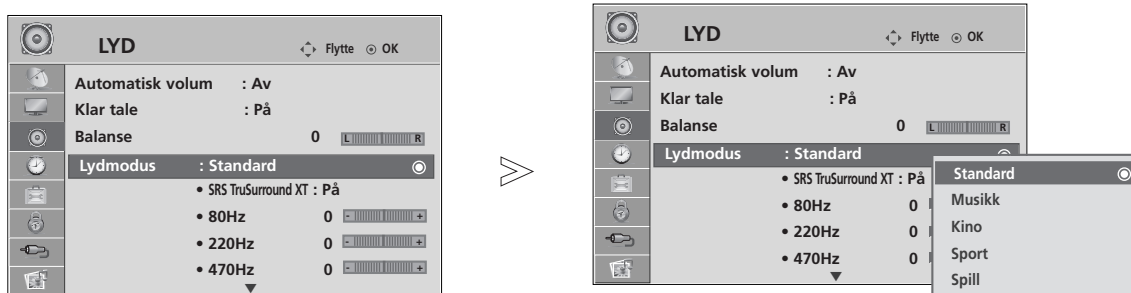 LYD
Flytte OK
Automatisk volum : Av
Klar tale : På
Balanse 0 L R
Lydmodus : Standard
• SRS TruSurround XT : På
• 80Hz 0 - +
• 220Hz 0 - +
• 470Hz 0 - +
LYD
Flytte OK
Automatisk volum : Av
Klar tale : På
Balanse 0 L R
Lydmodus : Standard
• SRS TruSurround XT : På
• 80Hz 0
• 220Hz 0
• 470Hz 0
Standard
Musikk
Kino
Sport
Spill